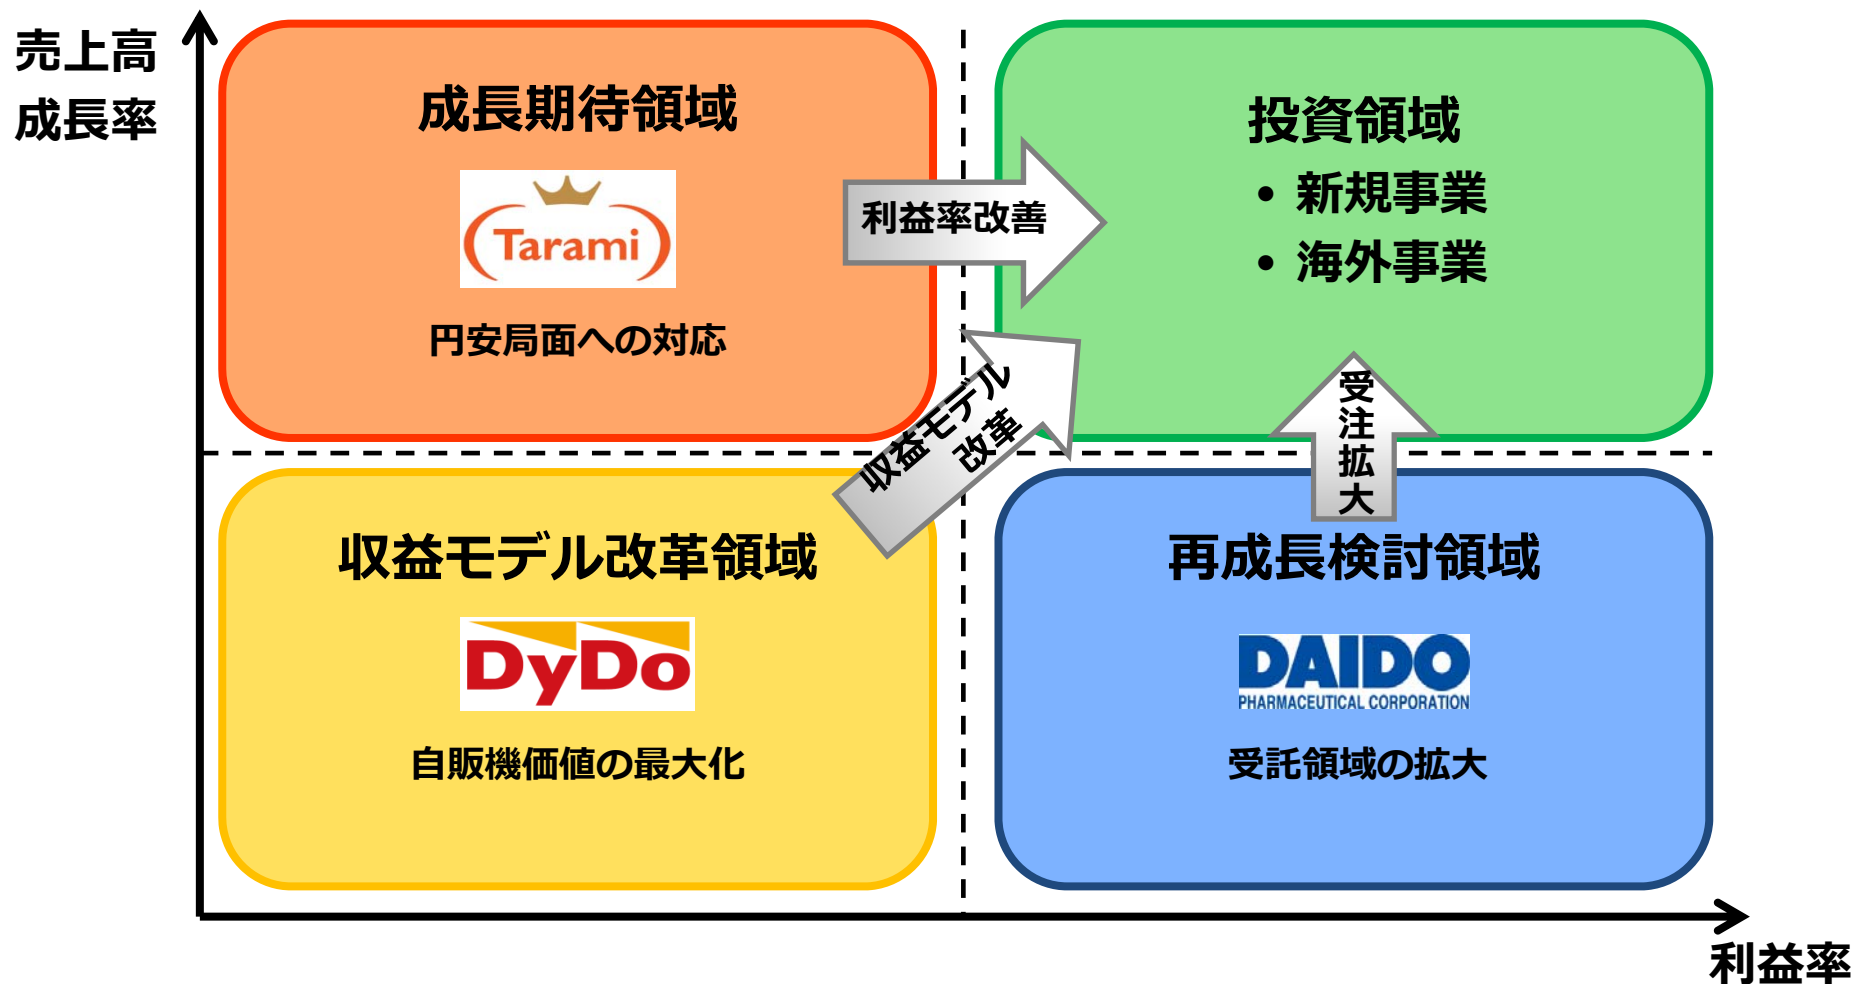 売上高
成長率
成長期待領域
Tarami
円安局面への対応
利益率改善
投資領域
• 新規事業
• 海外事業
収益モデル
改革
受注拡大
収益モデル改革領域
DyDo
自販機価値の最大化
再成長検討領域
DAIDO
PHARMACEUTICAL CORPORATION
受託領域の拡大
利益率